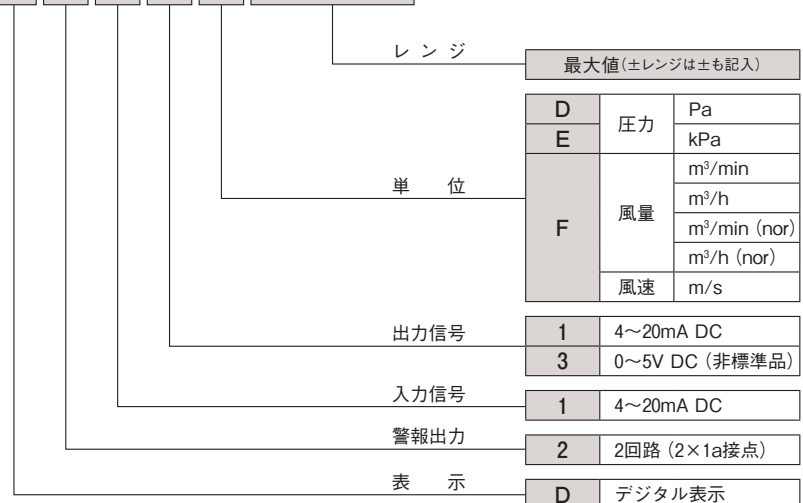 レンジ
最大値(±レンジは±も記入)
D 圧力 Pa
E kPa
単位
F 風量 m³/min
m³/h
m³/min (nor)
m³/h (nor)
風速 m/s
出力信号 1 4～20mA DC
3 0～5V DC (非標準品)
入力信号 1 4～20mA DC
警報出力 2 2回路 (2×1a接点)
表示 D デジタル表示